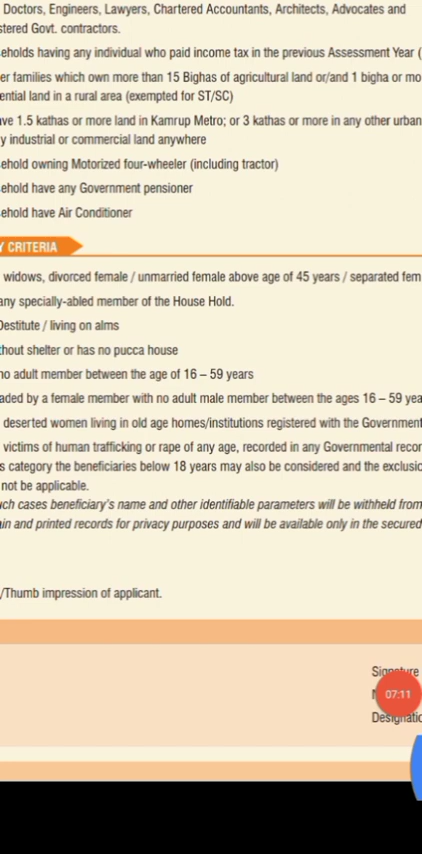 Doctors, Engineers, Lawyers, Chartered Accountants, Architects, Advocates and
stered Govt. contractors.
eholds having any individual who paid income tax in the previous Assessment Year (
er families which own more than 15 Bighas of agricultural land or/and 1 bigha or mo
ential land in a rural area (exempted for ST/SC)
ve 1.5 kathas or more land in Kamrup Metro; or 3 kathas or more in any other urban
y industrial or commercial land anywhere
ehold owning Motorized four-wheeler (including tractor)
ehold have any Government pensioner
ehold have Air Conditioner
Y CRITERIA
widows, divorced female / unmarried female above age of 45 years / separated fem
any specially-abled member of the House Hold.
Destitute / living on alms
thout shelter or has no pucca house
no adult member between the age of 16 – 59 years
aded by a female member with no adult male member between the ages 16 – 59 yea
deserted women living in old age homes/institutions registered with the Government
victims of human trafficking or rape of any age, recorded in any Governmental recor
s category the beneficiaries below 18 years may also be considered and the exclusic
not be applicable.
uch cases beneficiary's name and other identifiable parameters will be withheld from
ain and printed records for privacy purposes and will be available only in the secured
/Thumb impression of applicant.
Signature
07:11
Designatic